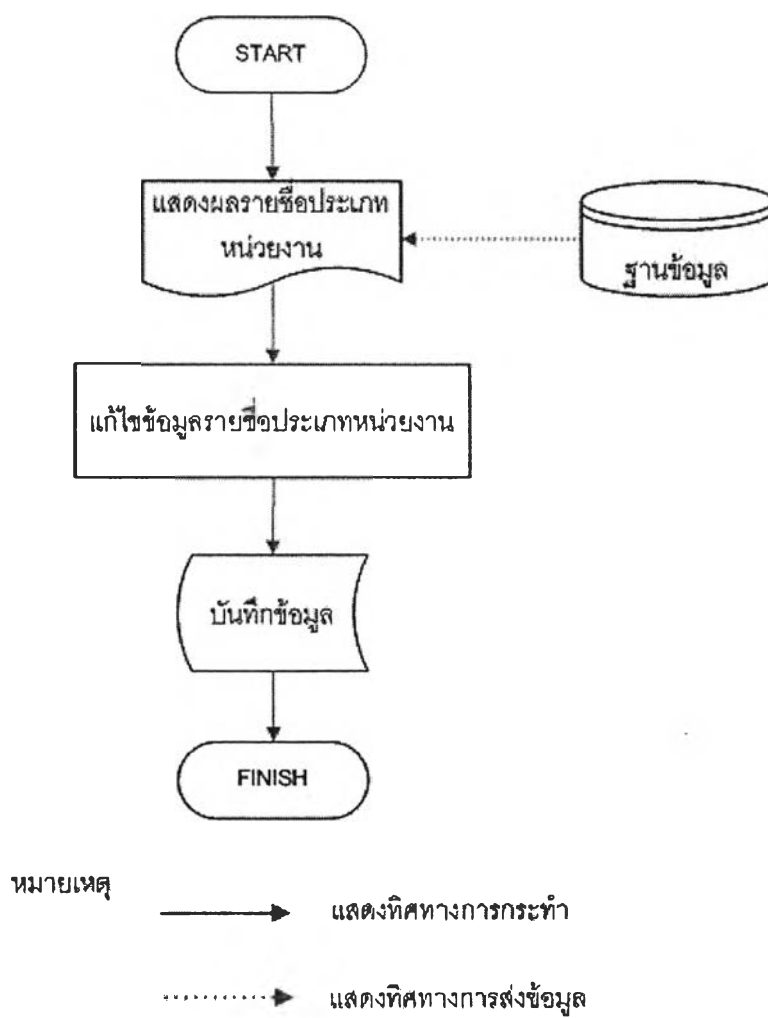 START
แสดงผลรายชื่อประเภท
หน่วยงาน
ฐานข้อมูล
แก้ไขข้อมูลรายชื่อประเภทหน่วยงาน
บันทึกข้อมูล
FINISH
หมายเหตุ
แสดงทิศทางการกระทำ
แสดงทิศทางการส่งข้อมูล